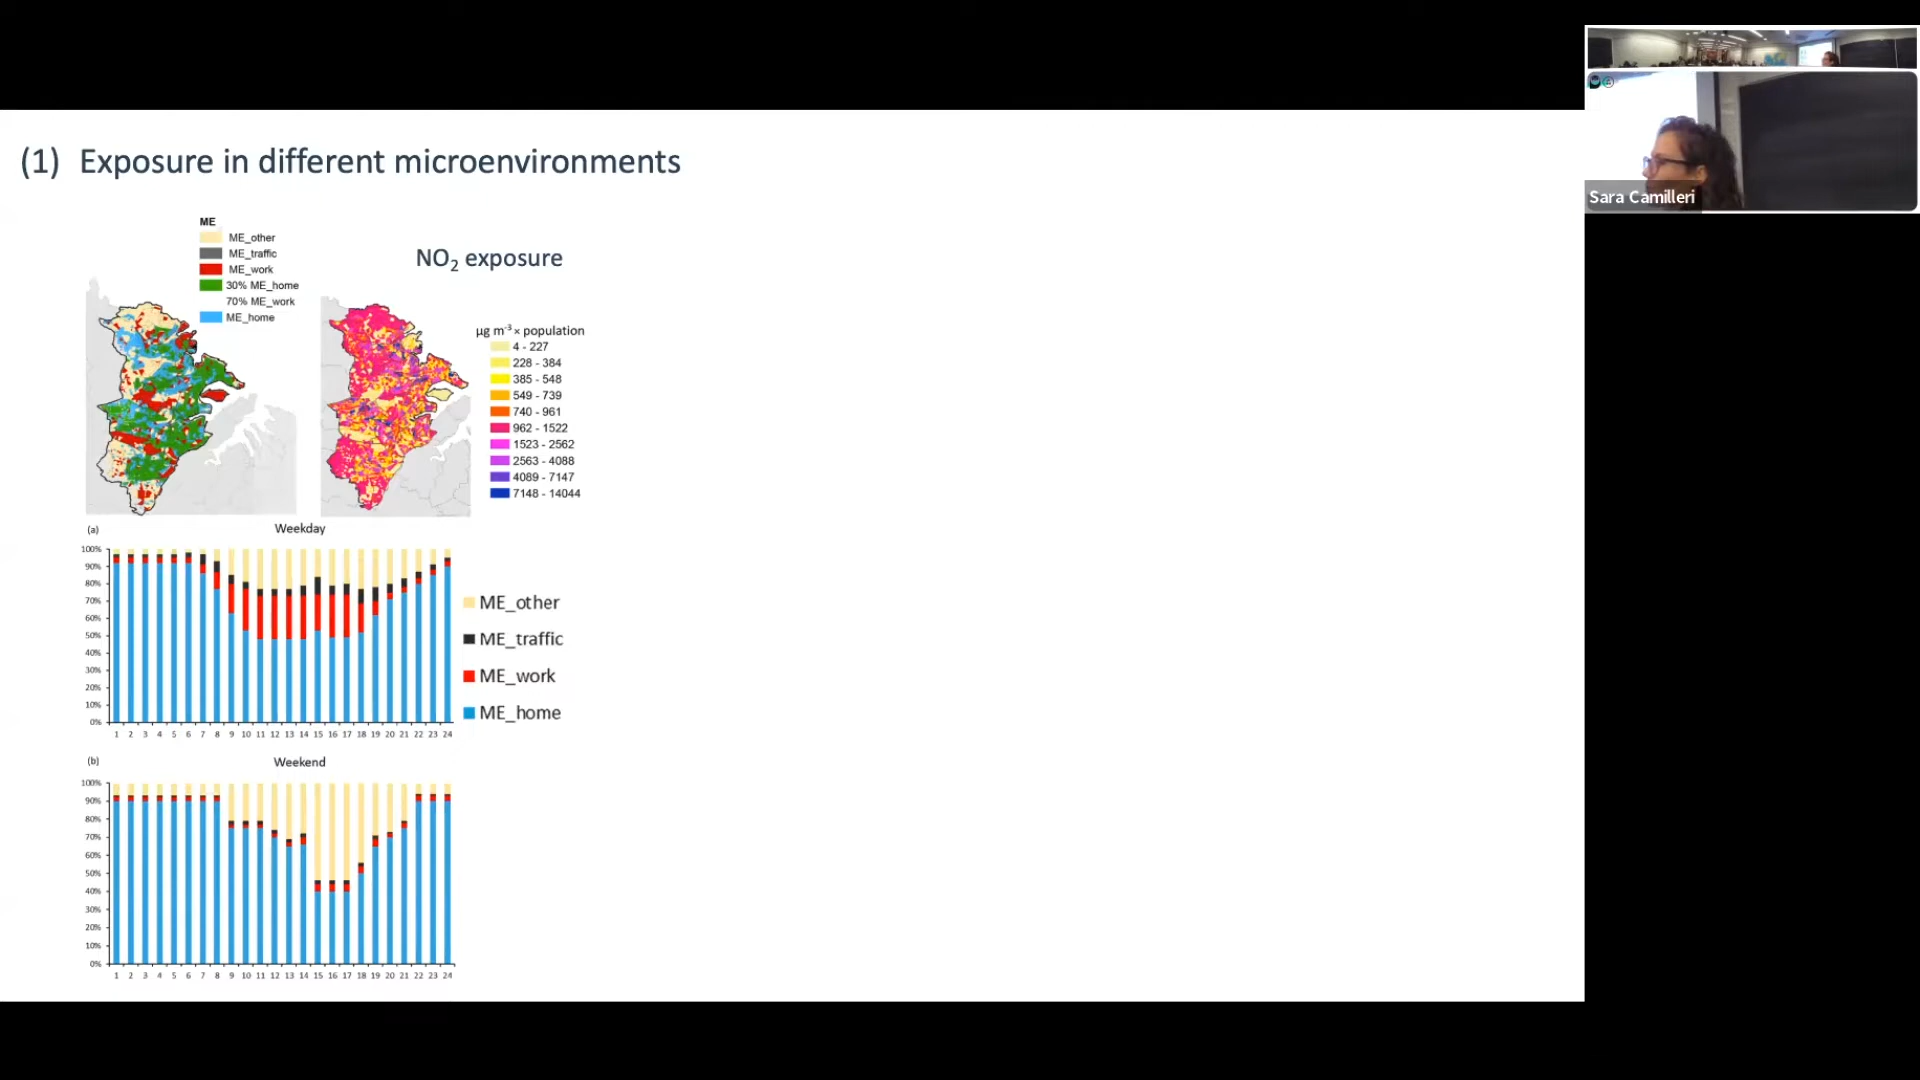 (1) Exposure in different microenvironments
ME
ME_other
ME_traffic
ME_work
30% ME_home
70% ME_work
ME_home
NO₂ exposure
µg m⁻³ × population
4 - 227
228 - 384
385 - 548
549 - 739
740 - 961
962 - 1522
1523 - 2562
2563 - 4088
4089 - 7147
7148 - 14044
(a)
Weekday
100%
90%
80%
70%
60%
50%
40%
30%
20%
10%
0%
1 2 3 4 5 6 7 8 9 10 11 12 13 14 15 16 17 18 19 20 21 22 23 24
ME_other
ME_traffic
ME_work
ME_home
(b)
Weekend
100%
90%
80%
70%
60%
50%
40%
30%
20%
10%
0%
1 2 3 4 5 6 7 8 9 10 11 12 13 14 15 16 17 18 19 20 21 22 23 24
Sara Camilleri